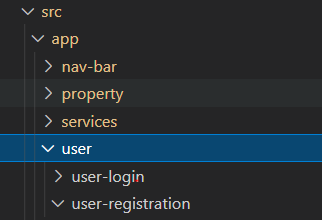 src
app
nav-bar
property
services
user
user-login
user-registration